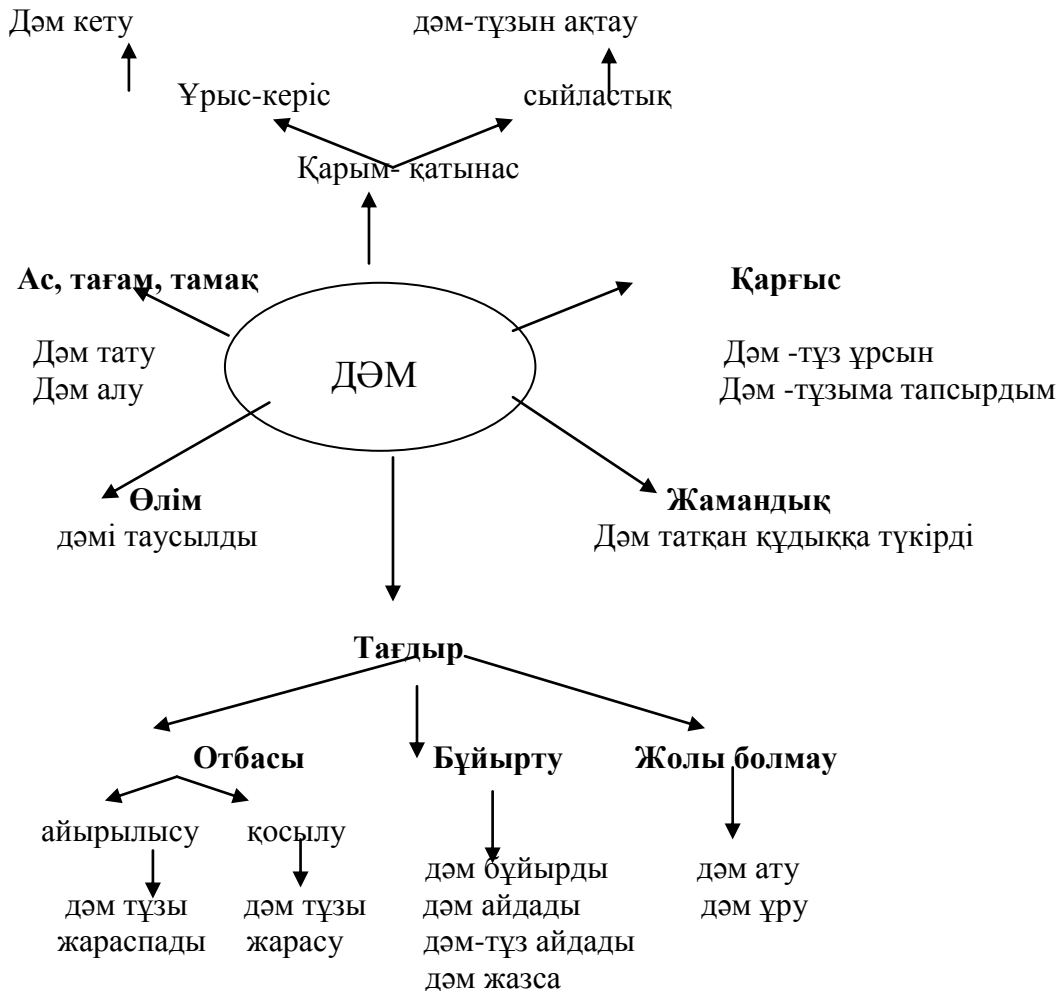 Дәм кету дәм-тұзын ақтау
Ұрыс-керіс сыйластық
Қарым- қатынас
Ас, тағам, тамақ Қарғыс
Дәм тату Дәм -тұз ұрсын
Дәм алу Дәм -тұзыма тапсырдым
ДӘМ
Өлім Жамандық
дәмі таусылды Дәм татқан құдыққа түкірді
Тағдыр
Отбасы Бұйырту Жолы болмау
айырылысу қосылу
дәм бұйырды дәм ату
дәм тұзы дәм тұзы дәм айдады дәм ұру
жараспады жарасу дәм-тұз айдады
дәм жазса